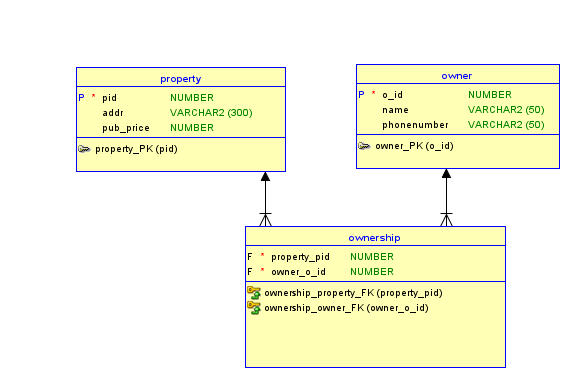 property
P * pid NUMBER
addr VARCHAR2 (300)
pub_price NUMBER
property_PK (pid)
owner
P * o_id NUMBER
name VARCHAR2 (50)
phonenumber VARCHAR2 (50)
owner_PK (o_id)
ownership
F * property_pid NUMBER
F * owner_o_id NUMBER
ownership_property_FK (property_pid)
ownership_owner_FK (owner_o_id)